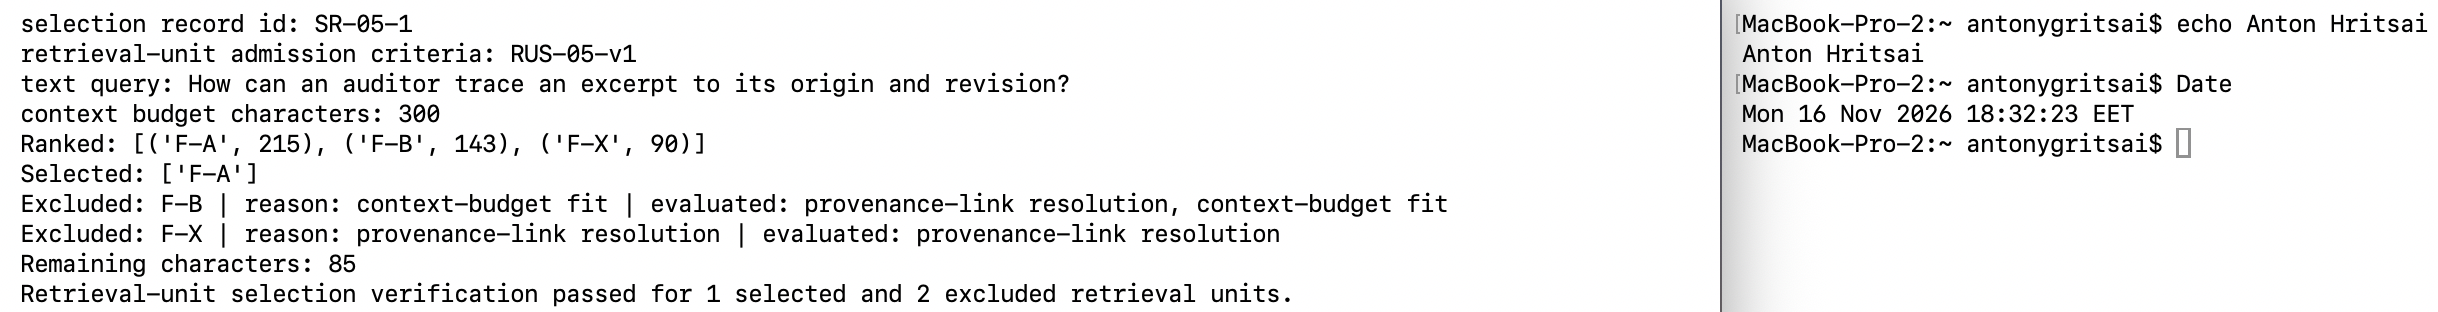 selection record id: SR-05-1
retrieval-unit admission criteria: RUS-05-v1
text query: How can an auditor trace an excerpt to its origin and revision?
context budget characters: 300
Ranked: [('F-A', 215), ('F-B', 143), ('F-X', 90)]
Selected: ['F-A']
Excluded: F-B | reason: context-budget fit | evaluated: provenance-link resolution, context-budget fit
Excluded: F-X | reason: provenance-link resolution | evaluated: provenance-link resolution
Remaining characters: 85
Retrieval-unit selection verification passed for 1 selected and 2 excluded retrieval units.
[MacBook-Pro-2:~ antonygritsai$ echo Anton Hritsai
Anton Hritsai
[MacBook-Pro-2:~ antonygritsai$ Date
Mon 16 Nov 2026 18:32:23 EET
MacBook-Pro-2:~ antonygritsai$